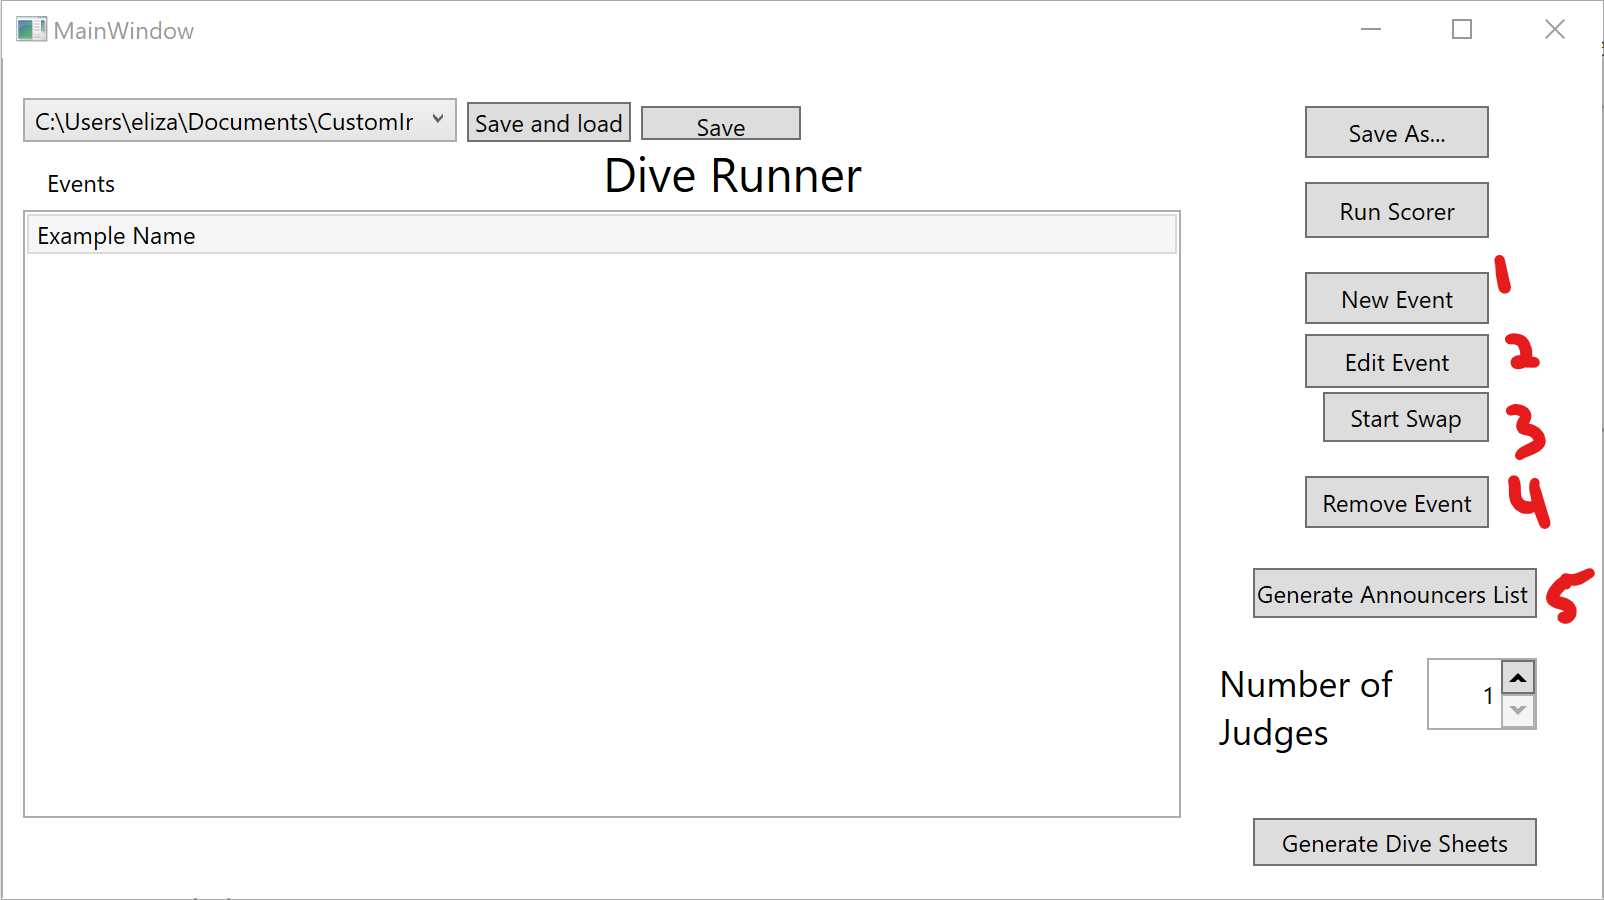 MainWindow
C:\Users\eliza\Documents\CustomIr
Save and load
Save
Save As...
Dive Runner
Events
Run Scorer
Example Name
1
New Event
2
Edit Event
3
Start Swap
4
Remove Event
5
Generate Announcers List
Number of
Judges
1
Generate Dive Sheets